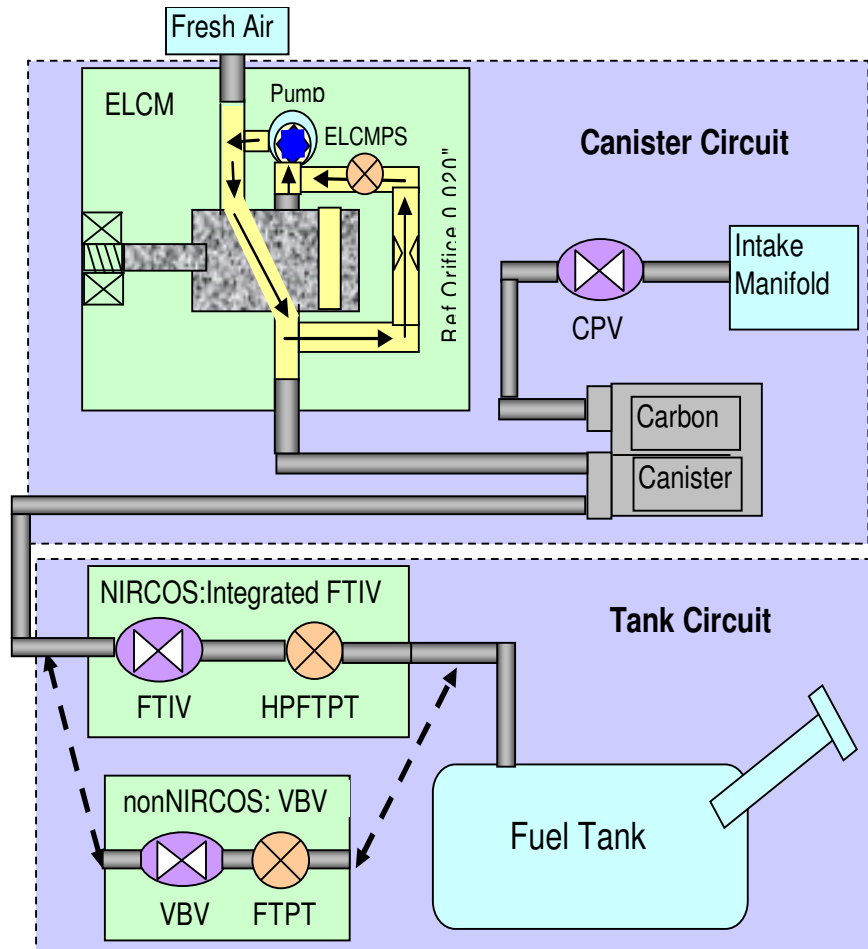 Fresh Air
ELCM
Pump
ELCMPS
Canister Circuit
Ref Orifice 0.020"
Intake
Manifold
CPV
Carbon
Canister
NIRCOS:Integrated FTIV
Tank Circuit
FTIV
HPFTPT
nonNIRCOS: VBV
Fuel Tank
VBV
FTPT